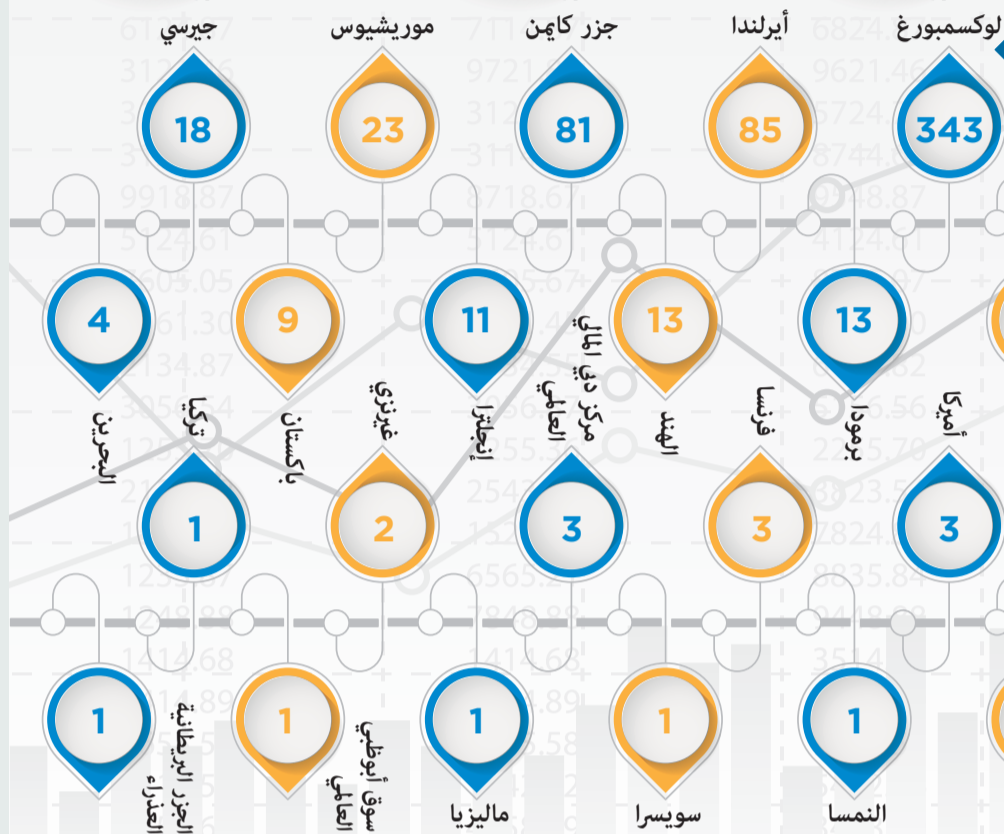 لوكسمبورغ
343
أيرلندا
85
جزر كايمن
81
موريشيوس
23
جيرسي
18
13
برمودا
13
الهند
11
إنجلترا
9
باكستان
4
البحرين
أميركا
3
فرنسا
3
مركز دبي المالي
العالمي
3
غيرنزي
2
تركيا
1
1
النمسا
1
سويسرا
1
ماليزيا
1
سوق أبوظبي
العالمي
1
الجزر البريطانية
العذراء